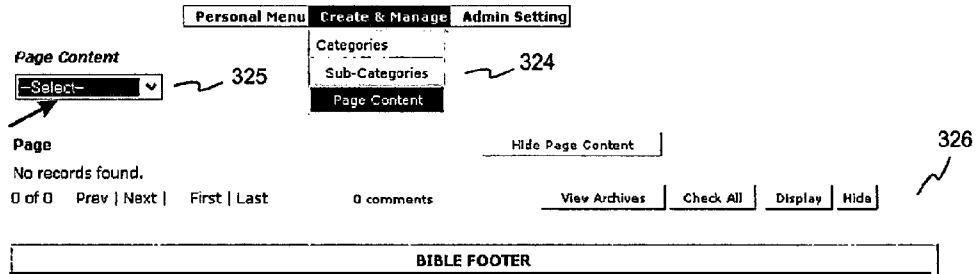 Personal Menu Create & Manage Admin Setting
Categories
Page Content
324
Sub-Categories
325
--Select--
Page Content
Page
Hide Page Content
326
No records found.
0 of 0 Prev | Next | First | Last 0 comments View Archives Check All Display Hide
BIBLE FOOTER